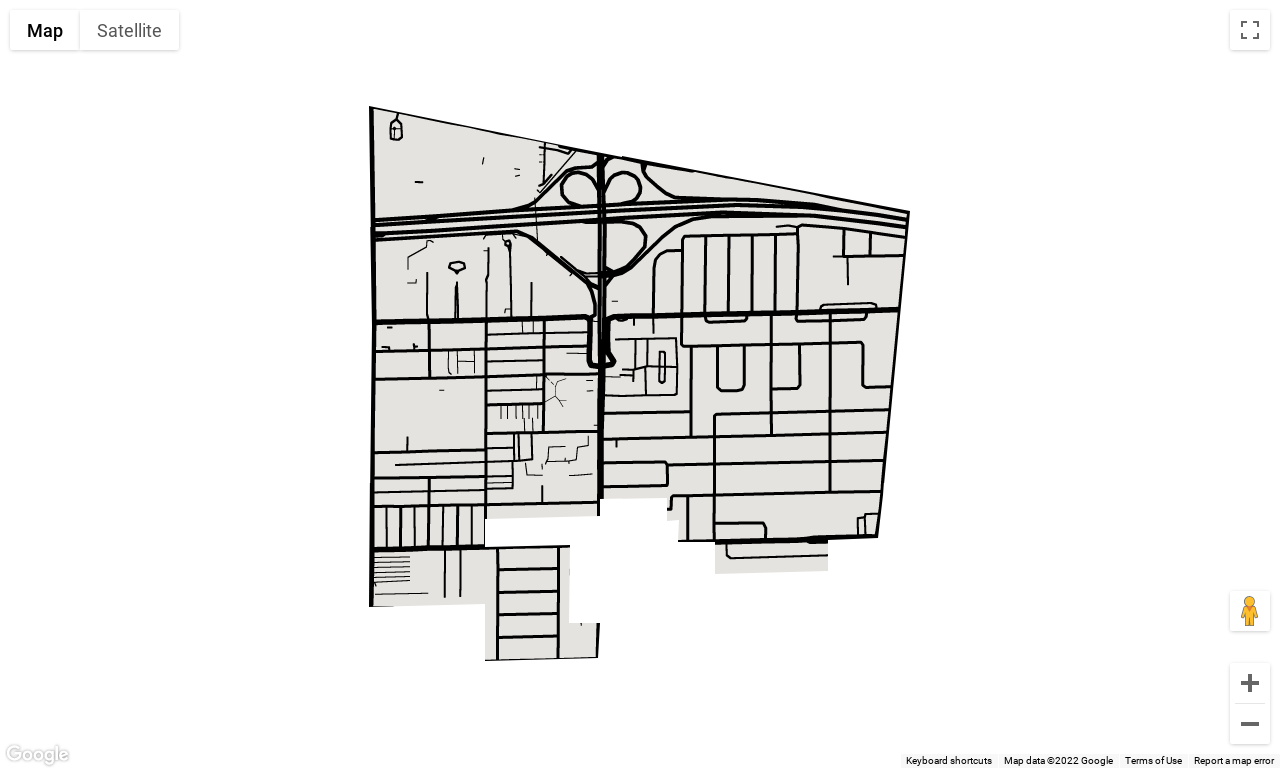 Map Satellite
Google
Keyboard shortcuts Map data ©2022 Google Terms of Use Report a map error